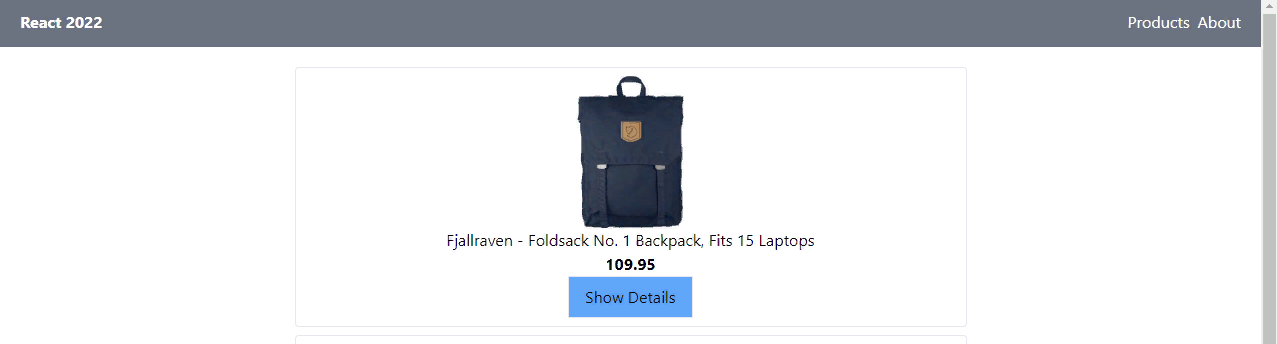 React 2022
Products About
Fjallraven - Foldsack No. 1 Backpack, Fits 15 Laptops
109.95
Show Details